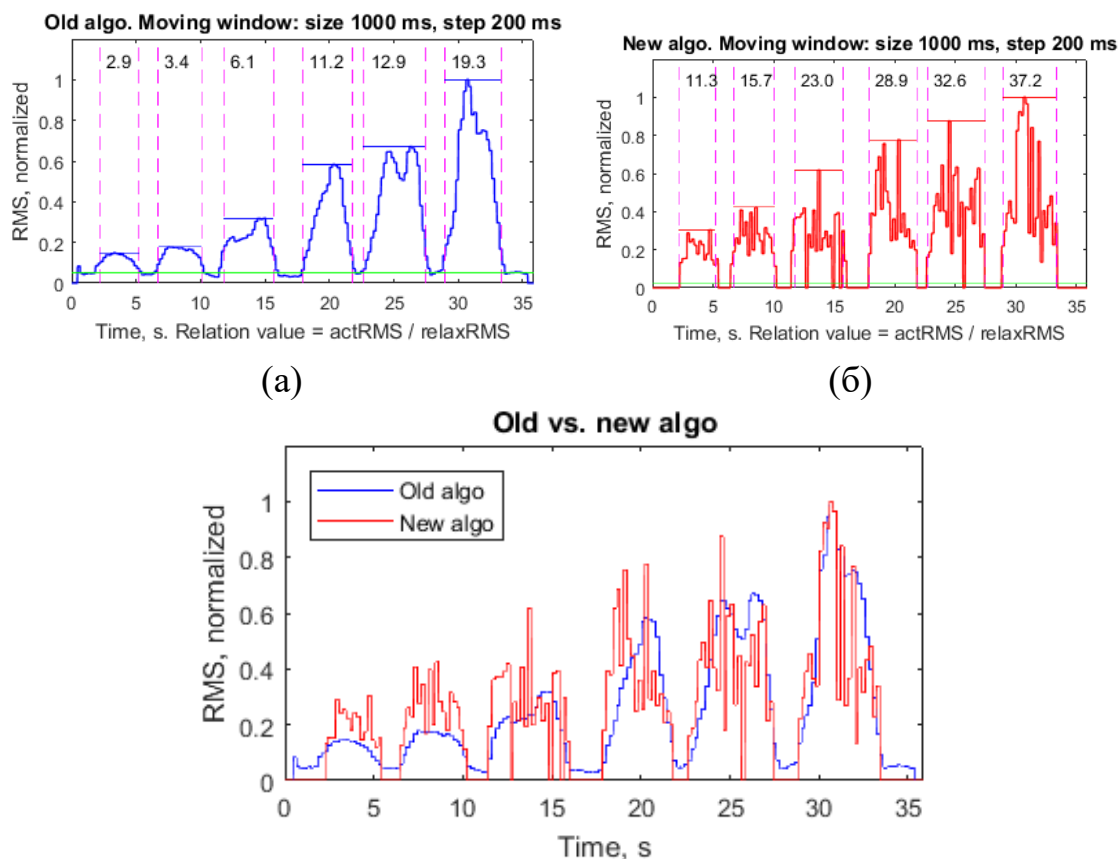 Old algo. Moving window: size 1000 ms, step 200 ms
2.9 3.4 6.1 11.2 12.9 19.3
1
0.8
0.6
0.4
0.2
0
RMS, normalized
0 5 10 15 20 25 30 35
Time, s. Relation value = actRMS / relaxRMS
(а)
New algo. Moving window: size 1000 ms, step 200 ms
11.3 15.7 23.0 28.9 32.6 37.2
1
0.8
0.6
0.4
0.2
0
RMS, normalized
0 5 10 15 20 25 30 35
Time, s. Relation value = actRMS / relaxRMS
(б)
Old vs. new algo
Old algo
New algo
1
0.8
0.6
0.4
0.2
0
RMS, normalized
0 5 10 15 20 25 30 35
Time, s